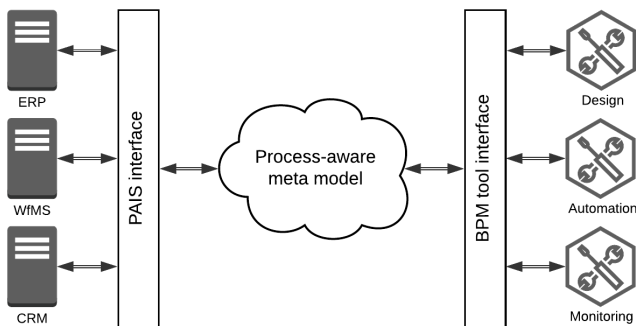 ERP
WfMS
CRM
PAIS interface
Process-aware
meta model
BPM tool interface
Design
Automation
Monitoring